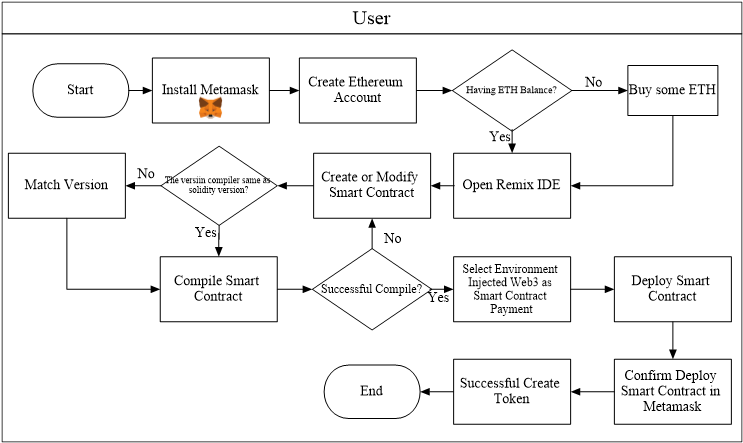 User
Start
Install Metamask
Create Ethereum
Account
Having ETH Balance?
No
Buy some ETH
Yes
Match Version
No
The versiin compiler same as
solidity version?
Create or Modify
Smart Contract
Open Remix IDE
Yes
No
Compile Smart
Contract
Successful Compile?
Yes
Select Environment
Injected Web3 as
Smart Contract
Payment
Deploy Smart
Contract
End
Successful Create
Token
Confirm Deploy
Smart Contract in
Metamask